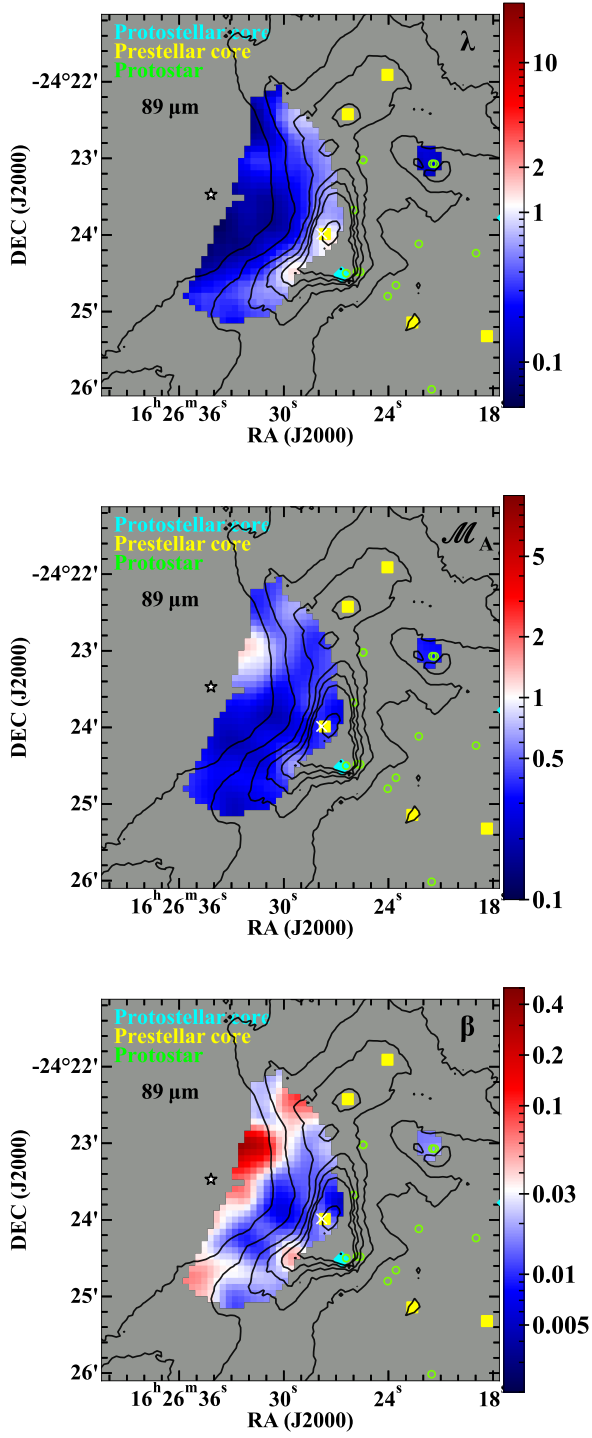 Protostellar core
Prestellar core
Protostar
λ
89 µm
-24°22'
23'
24'
25'
26'
DEC (J2000)
16ʰ26ᵐ36ˢ 30ˢ 24ˢ 18ˢ
RA (J2000)
10
2
1
0.1
Protostellar core
Prestellar core
Protostar
ℳ_A
89 µm
-24°22'
23'
24'
25'
26'
DEC (J2000)
16ʰ26ᵐ36ˢ 30ˢ 24ˢ 18ˢ
RA (J2000)
5
2
1
0.5
0.1
Protostellar core
Prestellar core
Protostar
β
89 µm
-24°22'
23'
24'
25'
26'
DEC (J2000)
16ʰ26ᵐ36ˢ 30ˢ 24ˢ 18ˢ
RA (J2000)
0.4
0.2
0.1
0.03
0.01
0.005